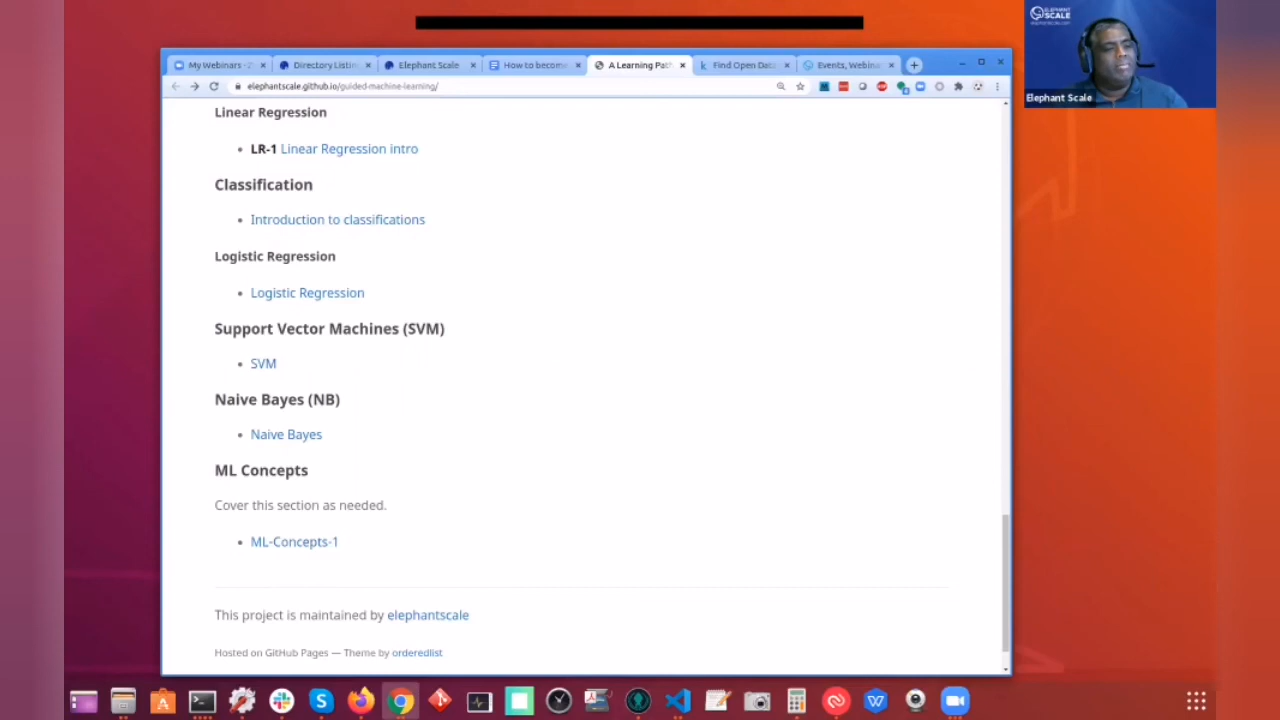 ELEPHANT
SCALE
Elephant Scale
My Webinars - Z
Directory Listin
Elephant Scale
How to become
A Learning Pat
Find Open Dat
Events, Webinar
elephantscale.github.io/guided-machine-learning/
Linear Regression
LR-1 Linear Regression intro
Classification
Introduction to classifications
Logistic Regression
Logistic Regression
Support Vector Machines (SVM)
SVM
Naive Bayes (NB)
Naive Bayes
ML Concepts
Cover this section as needed.
ML-Concepts-1
This project is maintained by elephantscale
Hosted on GitHub Pages — Theme by orderedlist